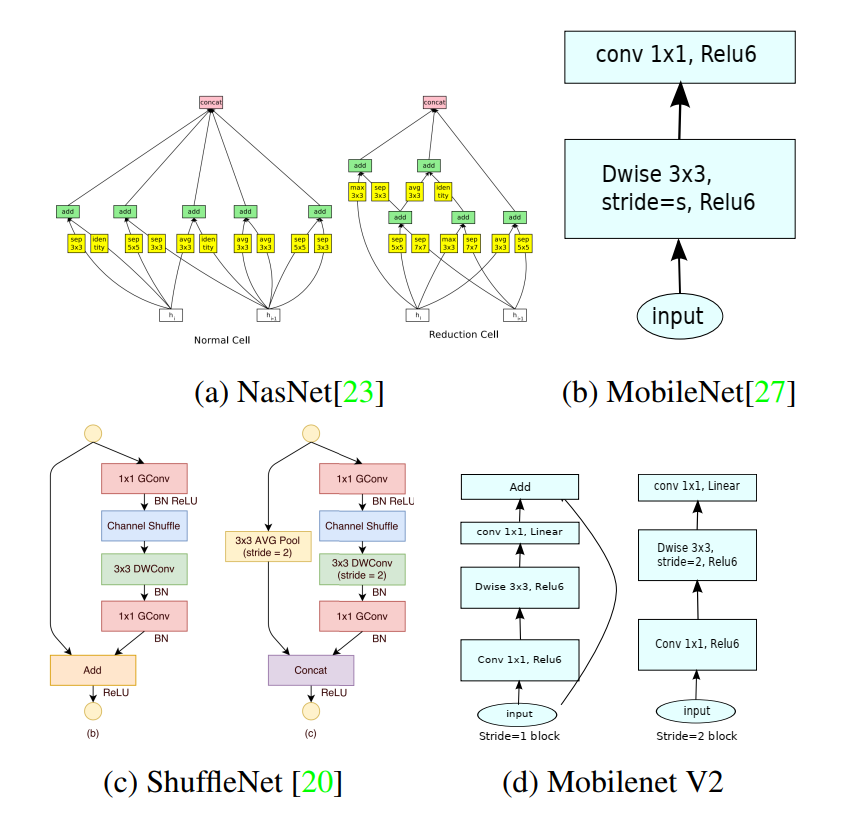 concat
add
add
add
add
add
sep 3x3
iden tity
sep 3x3
sep 3x3
avg 3x3
iden tity
avg 3x3
avg 3x3
sep 5x5
sep 3x3
h i
h i-1
Normal Cell
concat
add
add
max 3x3
sep 3x3
avg 3x3
iden tity
add
add
add
sep 5x5
sep 7x7
max 3x3
sep 7x7
avg 3x3
sep 5x5
h i
h i-1
Reduction Cell
(a) NasNet[23]
conv 1x1, Relu6
Dwise 3x3,
stride=s, Relu6
input
(b) MobileNet[27]
1x1 GConv
BN ReLU
Channel Shuffle
3x3 DWConv
BN
1x1 GConv
BN
Add
ReLU
(b)
3x3 AVG Pool
(stride = 2)
1x1 GConv
BN ReLU
Channel Shuffle
3x3 DWConv
(stride = 2)
BN
1x1 GConv
BN
Concat
ReLU
(c)
(c) ShuffleNet [20]
Add
conv 1x1, Linear
Dwise 3x3, Relu6
Conv 1x1, Relu6
input
Stride=1 block
conv 1x1, Linear
Dwise 3x3,
stride=2, Relu6
Conv 1x1, Relu6
input
Stride=2 block
(d) Mobilenet V2